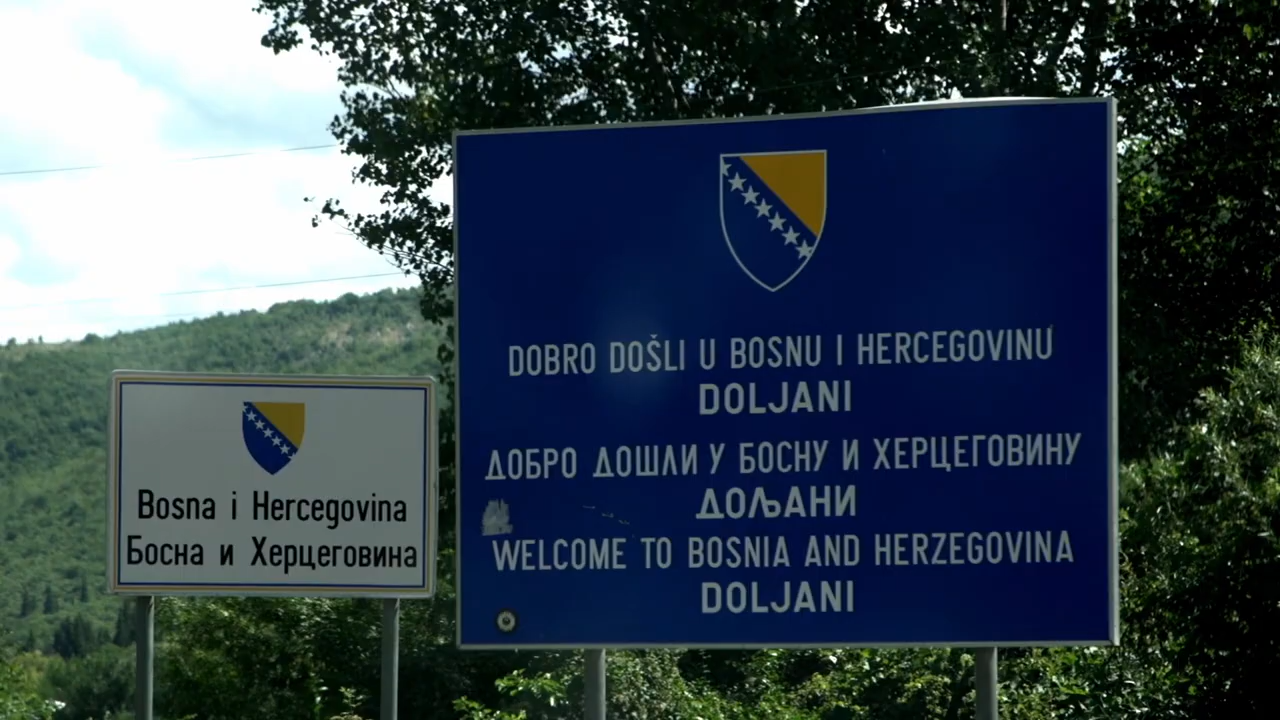 Bosna i Hercegovina
Босна и Херцеговина
DOBRO DOŠLI U BOSNU I HERCEGOVINU
DOLJANI
ДОБРО ДОШЛИ У БОСНУ И ХЕРЦЕГОВИНУ
ДОЉАНИ
WELCOME TO BOSNIA AND HERZEGOVINA
DOLJANI